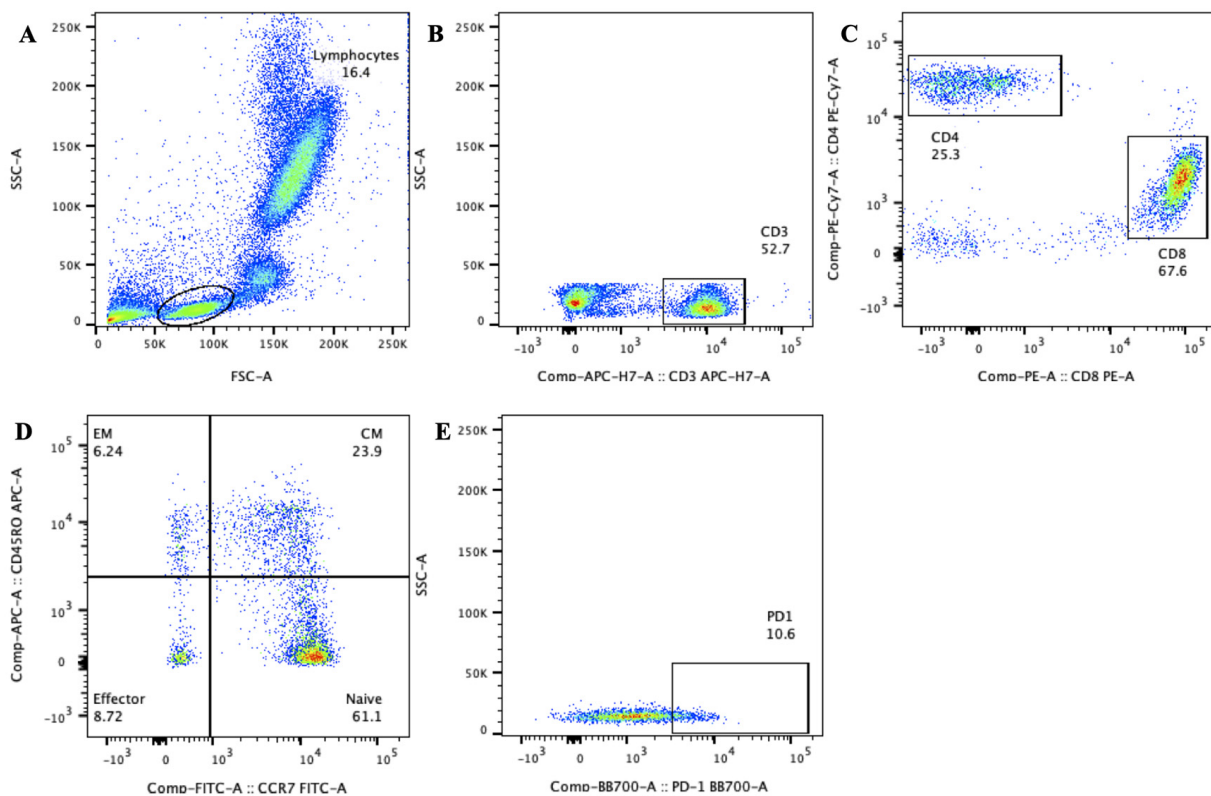 A
SSC-A
250K
200K
150K
100K
50K
0
Lymphocytes
16.4
0
50K
100K
150K
200K
250K
FSC-A
B
SSC-A
250K
200K
150K
100K
50K
0
CD3
52.7
-10³
0
10³
10⁴
10⁵
Comp-APC-H7-A :: CD3 APC-H7-A
C
Comp-PE-Cy7-A :: CD4 PE-Cy7-A
10⁵
10⁴
10³
0
-10³
CD4
25.3
CD8
67.6
-10³
0
10³
10⁴
10⁵
Comp-PE-A :: CD8 PE-A
D
Comp-APC-A :: CD45RO APC-A
10⁵
10⁴
10³
0
-10³
EM
6.24
CM
23.9
Effector
8.72
Naive
61.1
-10³
0
10³
10⁴
10⁵
Comp-FITC-A :: CCR7 FITC-A
E
SSC-A
250K
200K
150K
100K
50K
0
PD1
10.6
-10³
0
10³
10⁴
10⁵
Comp-BB700-A :: PD-1 BB700-A